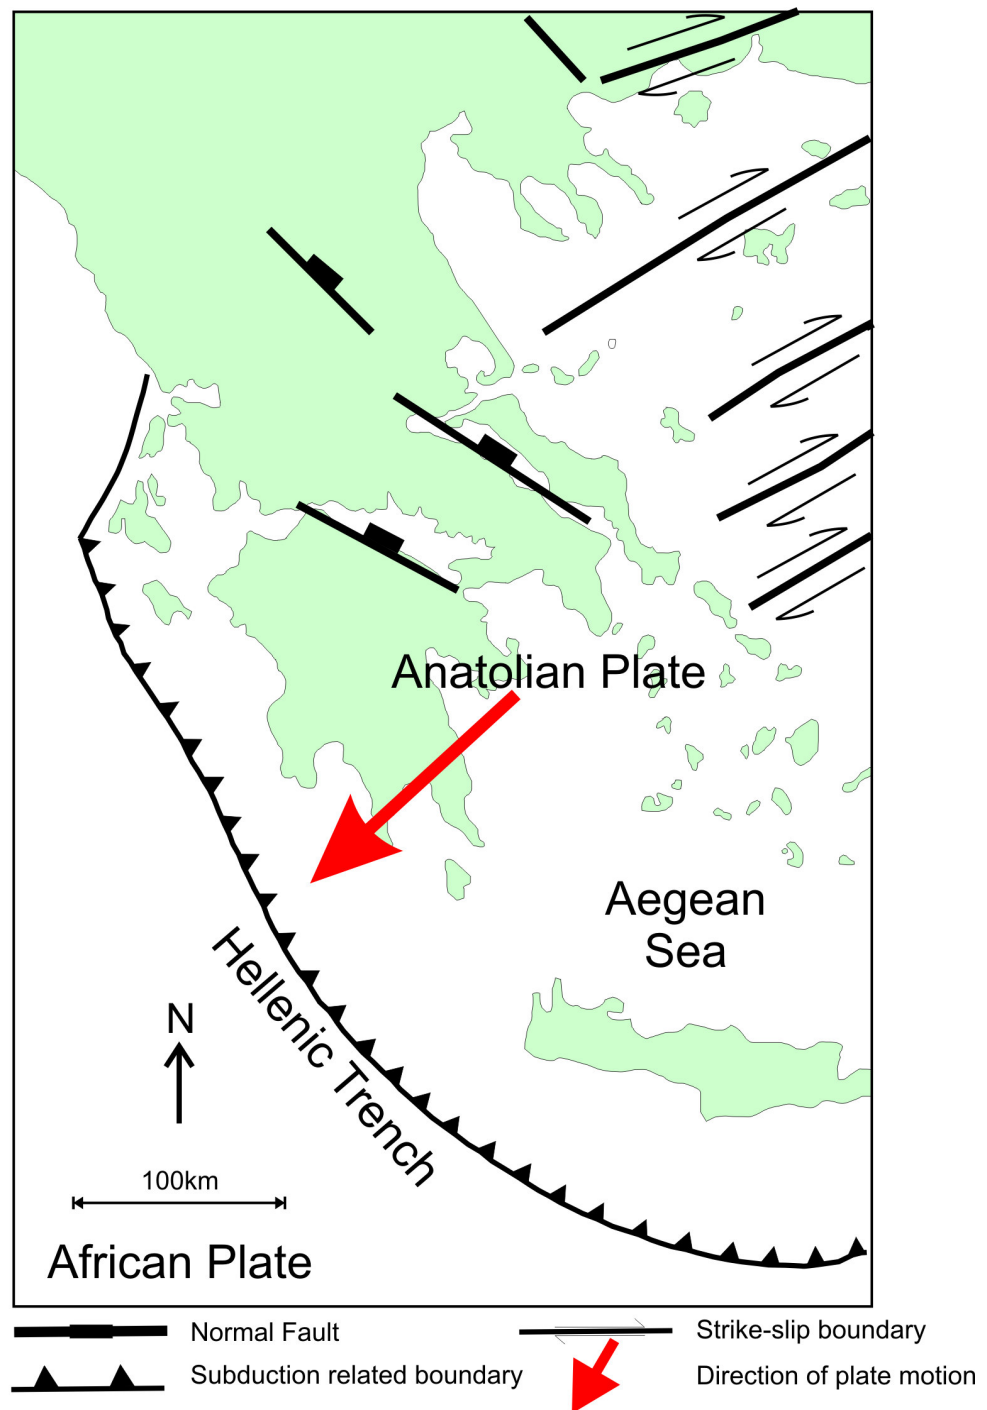 Anatolian Plate
Aegean
Sea
Hellenic Trench
N
100km
African Plate
Normal Fault
Strike-slip boundary
Subduction related boundary
Direction of plate motion